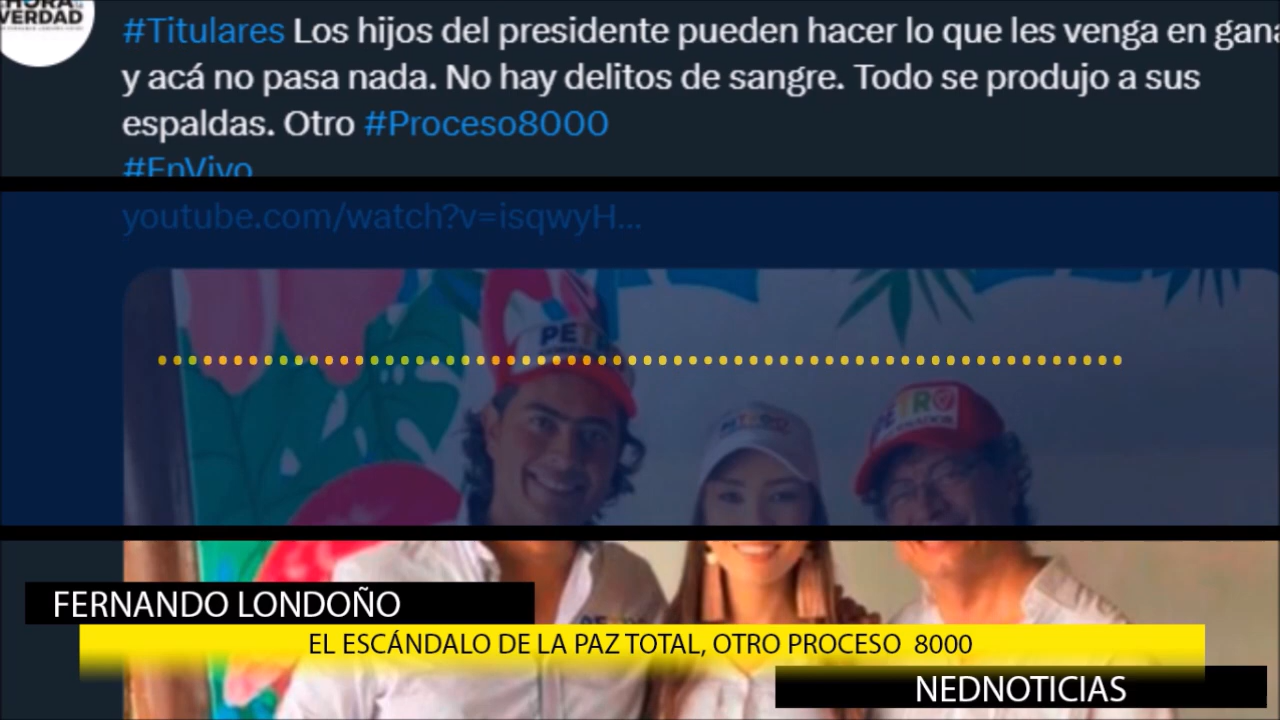 HORA
VERDAD
#Titulares Los hijos del presidente pueden hacer lo que les venga en gana
y acá no pasa nada. No hay delitos de sangre. Todo se produjo a sus
espaldas. Otro #Proceso8000
#EnVivo
youtube.com/watch?v=isqwyH...
PETRO
PETRO
FERNANDO LONDOÑO
EL ESCÁNDALO DE LA PAZ TOTAL, OTRO PROCESO 8000
NEDNOTICIAS